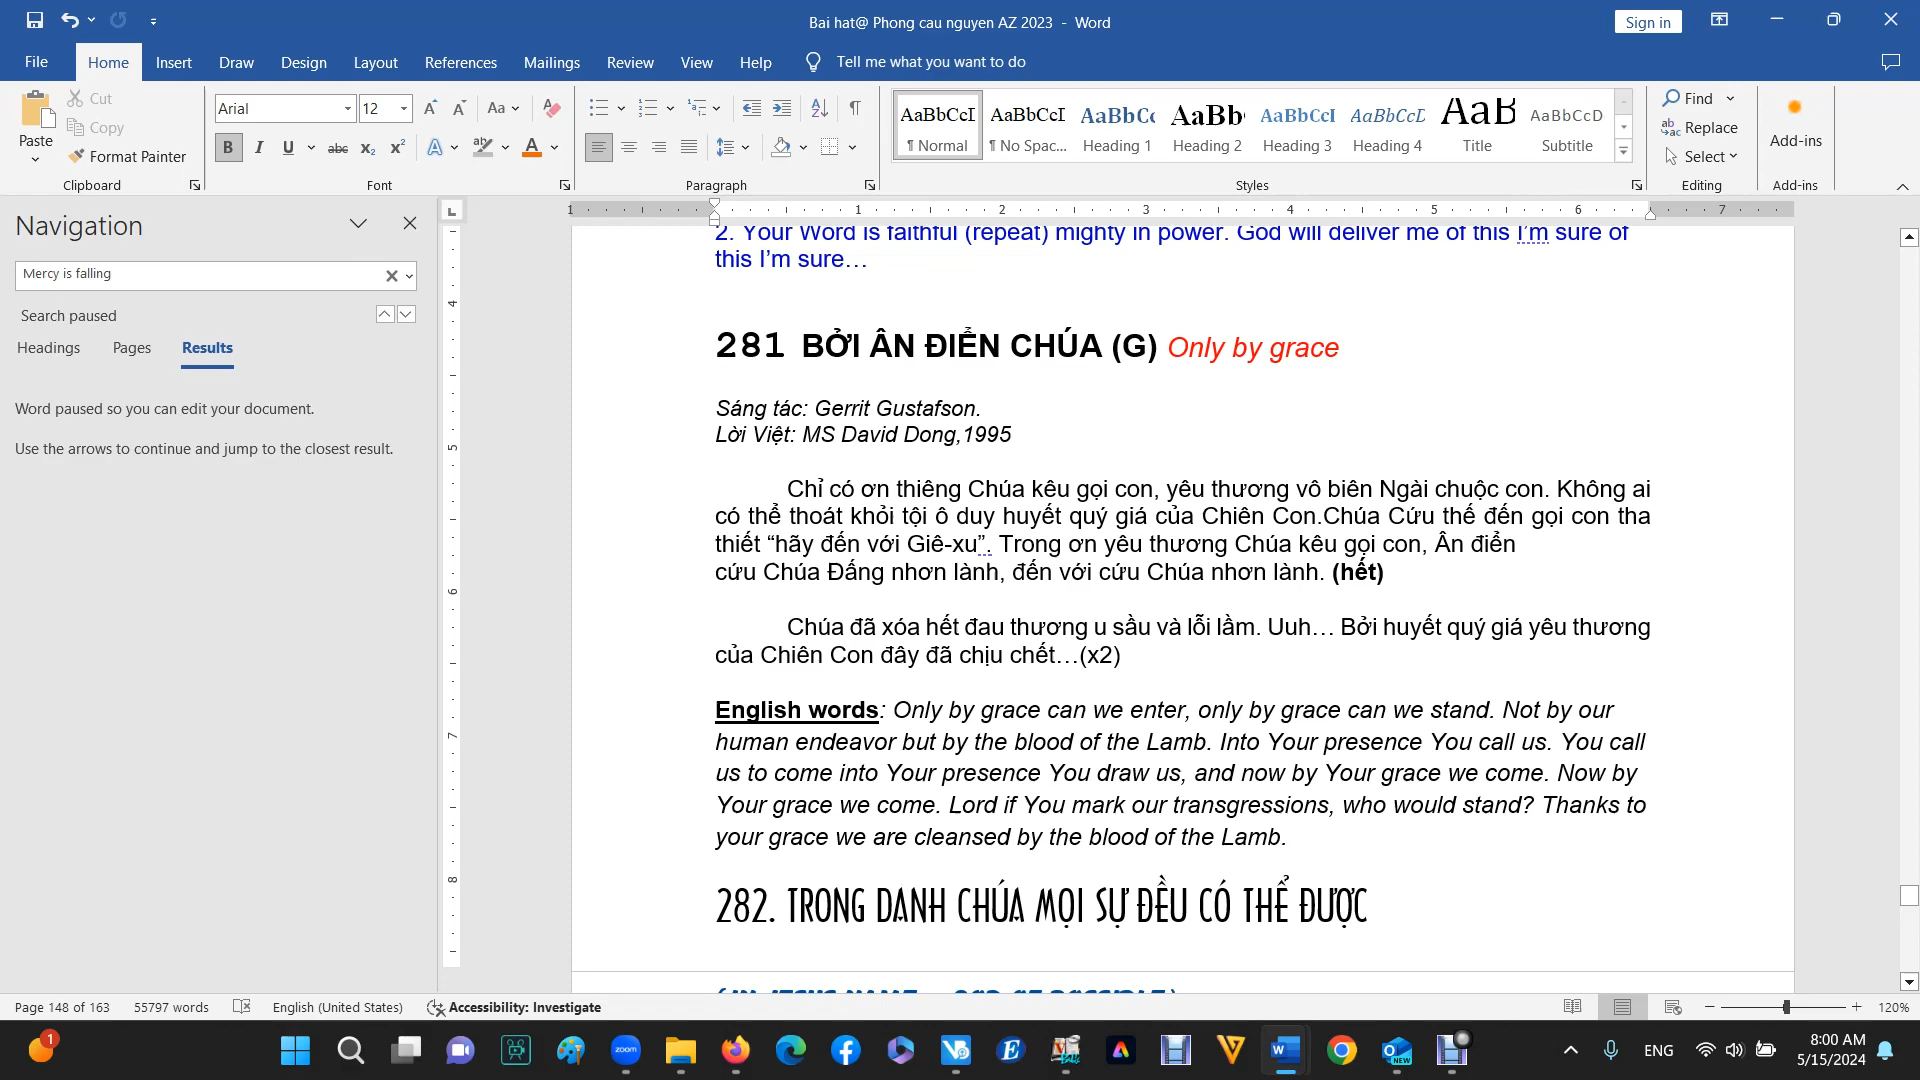 Bai hat@ Phong cau nguyen AZ 2023 - Word
Sign in
File Home Insert Draw Design Layout References Mailings Review View Help Tell me what you want to do
Paste
Cut
Copy
Format Painter
Clipboard
Arial 12
Font
Paragraph
AaBbCcI AaBbCcI AaBbCc AaBb AaBbCcI AaBbCcD AaB AaBbCcD
¶ Normal ¶ No Spac... Heading 1 Heading 2 Heading 3 Heading 4 Title Subtitle
Styles
Find
Replace
Select
Editing
Add-ins
Add-ins
Navigation
Mercy is falling
Search paused
Headings Pages Results
Word paused so you can edit your document.
Use the arrows to continue and jump to the closest result.
1 1 2 3 4 5 6 7
4
5
6
7
8
2. Your Word is faithful (repeat) mighty in power. God will deliver me of this I’m sure of
this I’m sure…
281 BỞI ÂN ĐIỂN CHÚA (G) Only by grace
Sáng tác: Gerrit Gustafson.
Lời Việt: MS David Dong,1995
Chỉ có ơn thiêng Chúa kêu gọi con, yêu thương vô biên Ngài chuộc con. Không ai
có thể thoát khỏi tội ô duy huyết quý giá của Chiên Con.Chúa Cứu thế đến gọi con tha
thiết “hãy đến với Giê-xu”. Trong ơn yêu thương Chúa kêu gọi con, Ân điển
cứu Chúa Đấng nhơn lành, đến với cứu Chúa nhơn lành. (hết)
Chúa đã xóa hết đau thương u sầu và lỗi lầm. Uuh… Bởi huyết quý giá yêu thương
của Chiên Con đây đã chịu chết…(x2)
English words: Only by grace can we enter, only by grace can we stand. Not by our
human endeavor but by the blood of the Lamb. Into Your presence You call us. You call
us to come into Your presence You draw us, and now by Your grace we come. Now by
Your grace we come. Lord if You mark our transgressions, who would stand? Thanks to
your grace we are cleansed by the blood of the Lamb.
282. TRONG DANH CHÚA MỌI SỰ ĐỀU CÓ THỂ ĐƯỢC
Page 148 of 163 55797 words English (United States) Accessibility: Investigate 120%
1
zoom
NEW
ENG
8:00 AM
5/15/2024